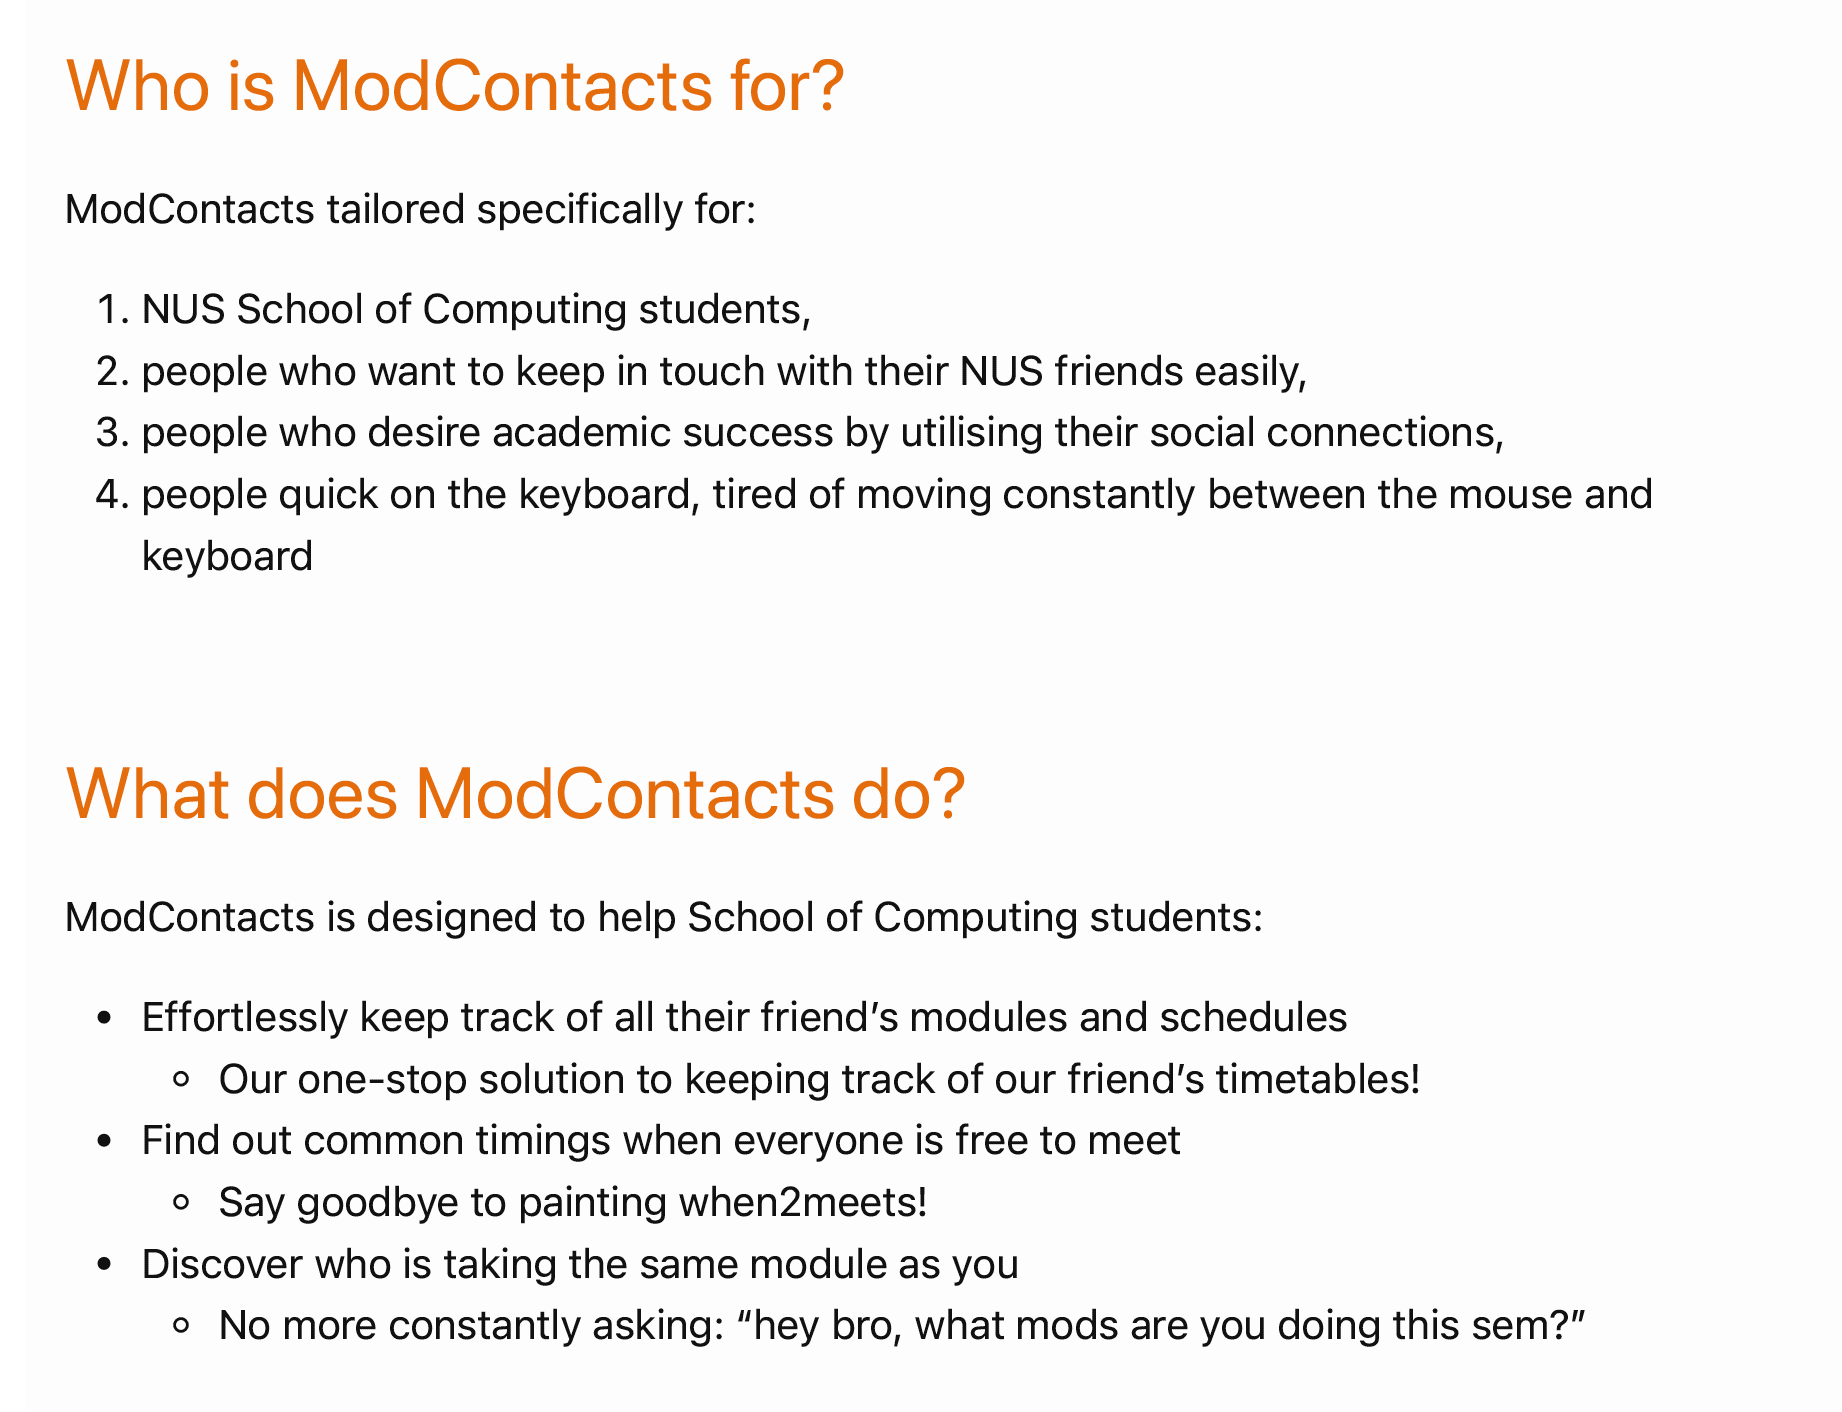 Who is ModContacts for?
ModContacts tailored specifically for:
1. NUS School of Computing students,
2. people who want to keep in touch with their NUS friends easily,
3. people who desire academic success by utilising their social connections,
4. people quick on the keyboard, tired of moving constantly between the mouse and
keyboard
What does ModContacts do?
ModContacts is designed to help School of Computing students:
• Effortlessly keep track of all their friend’s modules and schedules
◦ Our one-stop solution to keeping track of our friend’s timetables!
• Find out common timings when everyone is free to meet
◦ Say goodbye to painting when2meets!
• Discover who is taking the same module as you
◦ No more constantly asking: “hey bro, what mods are you doing this sem?”